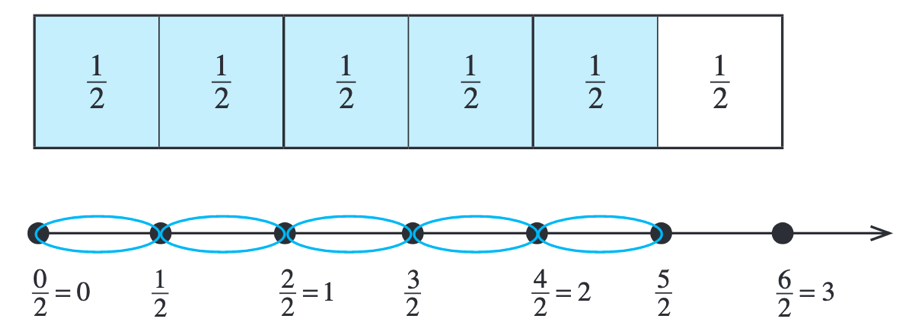 1/2 1/2 1/2 1/2 1/2 1/2
0/2 = 0 1/2 2/2 = 1 3/2 4/2 = 2 5/2 6/2 = 3